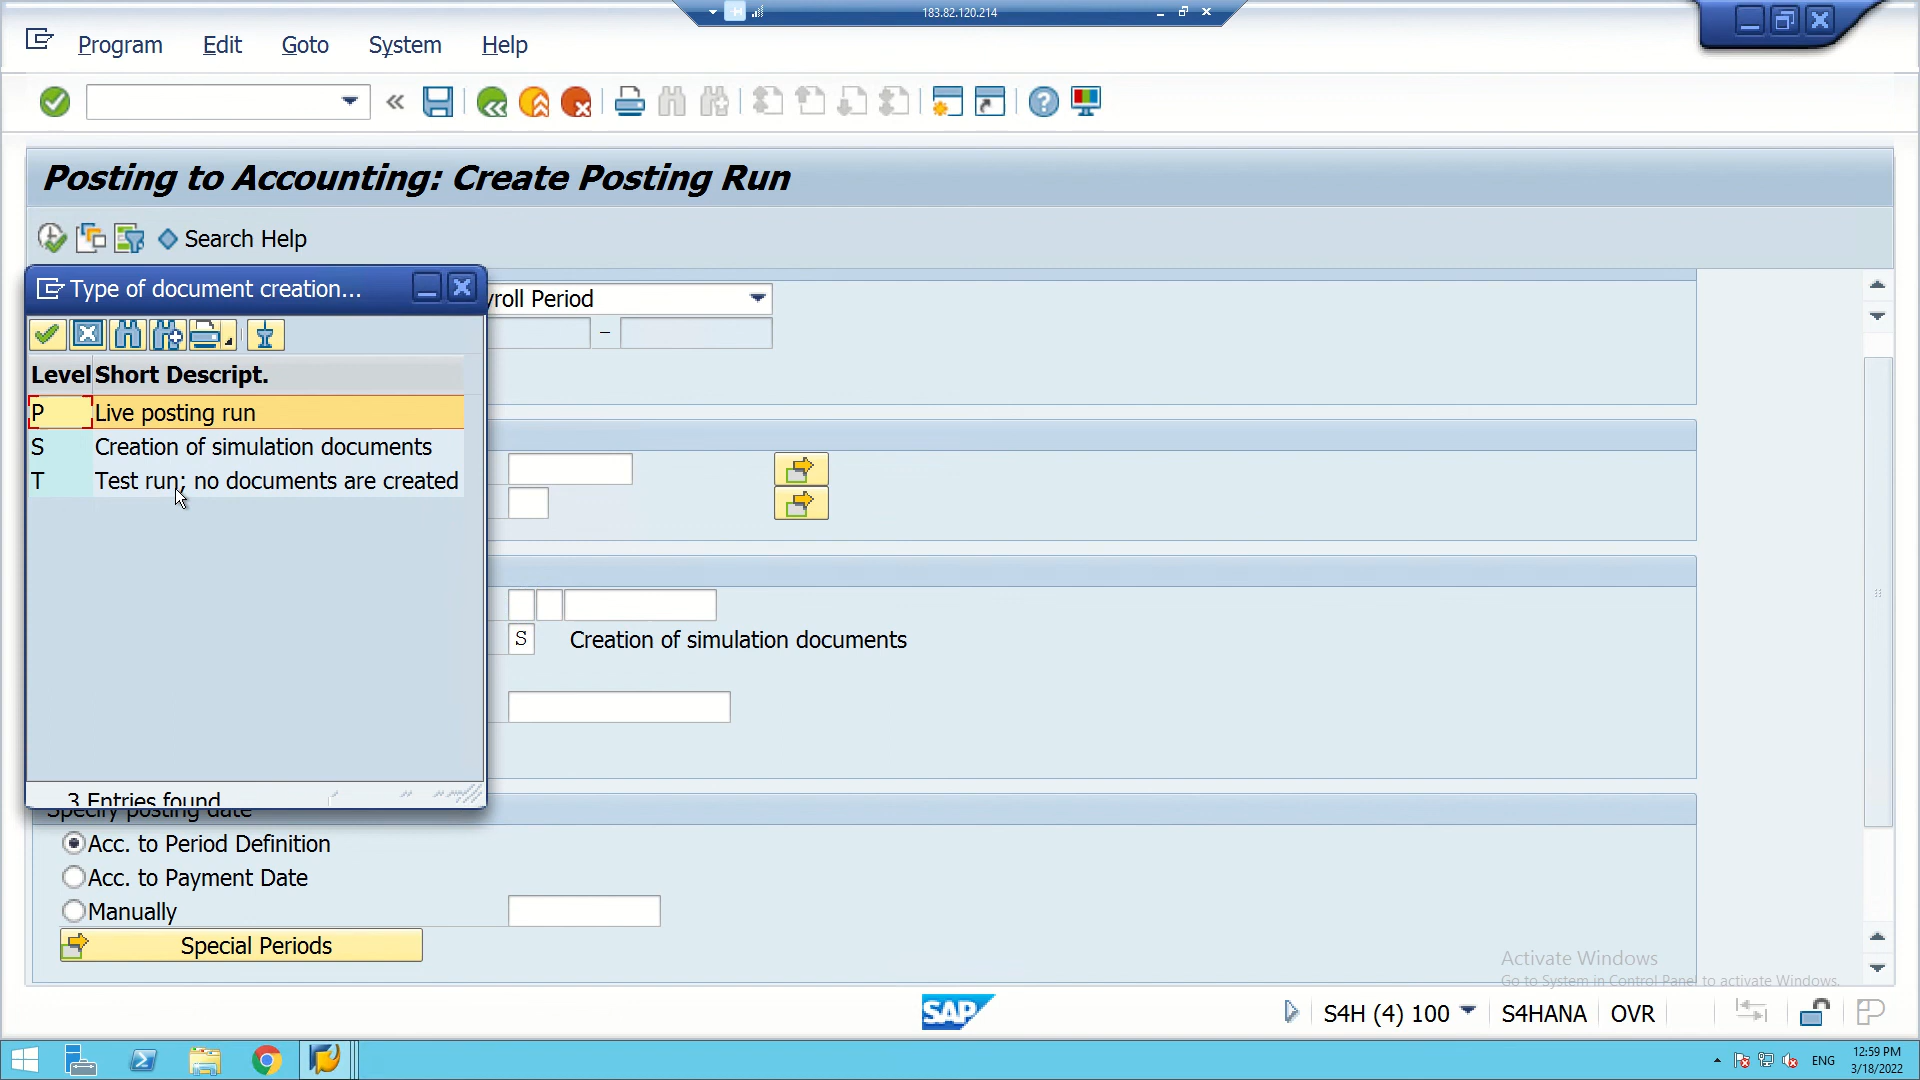 183.82.120.214
Program Edit Goto System Help
Posting to Accounting: Create Posting Run
Search Help
Type of document creation...
roll Period
–
Level Short Descript.
P Live posting run
S Creation of simulation documents
T Test run; no documents are created
S Creation of simulation documents
3 Entries found
Specify posting date
Acc. to Period Definition
Acc. to Payment Date
Manually
Special Periods
Activate Windows
Go to System in Control Panel to activate Windows.
SAP
S4H (4) 100 S4HANA OVR
ENG
12:59 PM
3/18/2022